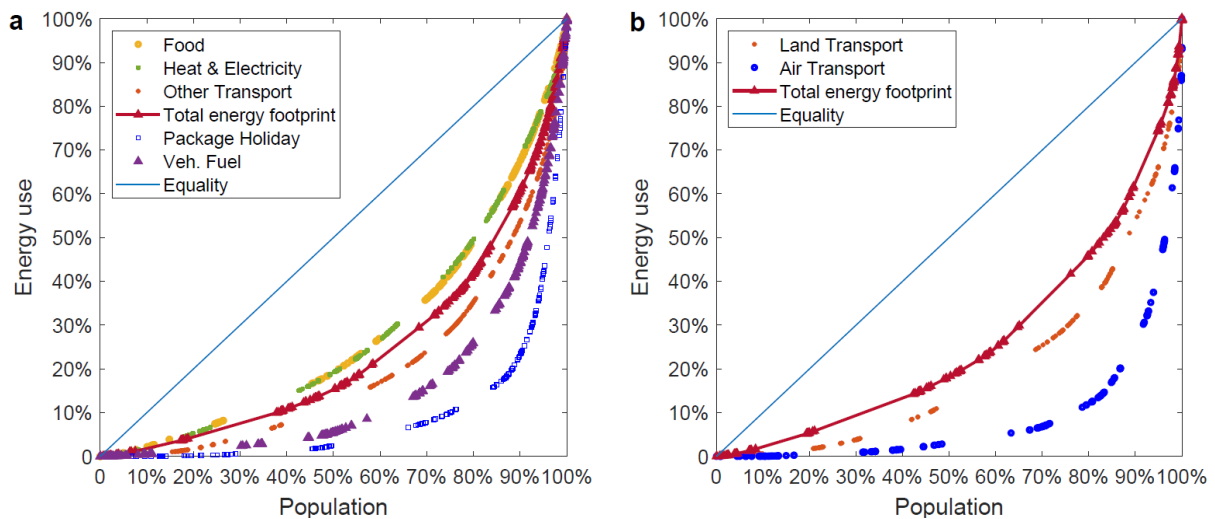 a
100%
90%
80%
70%
60%
50%
40%
30%
20%
10%
0
Energy use
Food
Heat & Electricity
Other Transport
Total energy footprint
Package Holiday
Veh. Fuel
Equality
0 10% 20% 30% 40% 50% 60% 70% 80% 90% 100%
Population
b
100%
90%
80%
70%
60%
50%
40%
30%
20%
10%
0
Energy use
Land Transport
Air Transport
Total energy footprint
Equality
0 10% 20% 30% 40% 50% 60% 70% 80% 90% 100%
Population